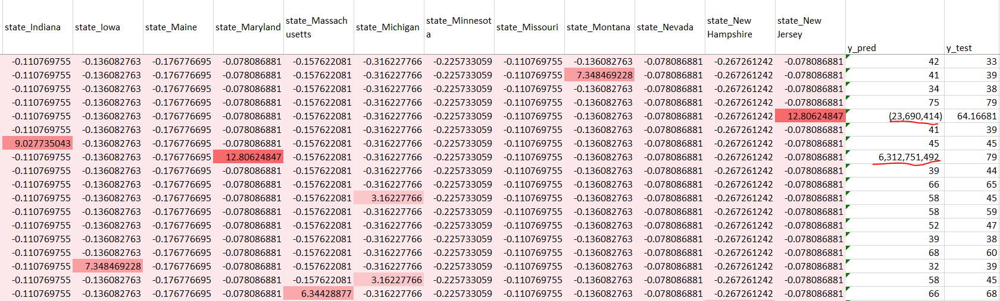 state_Indiana state_Iowa state_Maine state_Maryland state_Massachusetts state_Michigan state_Minnesota state_Missouri state_Montana state_Nevada state_New Hampshire state_New Jersey y_pred y_test
-0.110769755 -0.136082763 -0.176776695 -0.078086881 -0.157622081 -0.316227766 -0.225733059 -0.110769755 -0.136082763 -0.078086881 -0.267261242 -0.078086881 42 33
-0.110769755 -0.136082763 -0.176776695 -0.078086881 -0.157622081 -0.316227766 -0.225733059 -0.110769755 7.348469228 -0.078086881 -0.267261242 -0.078086881 41 39
-0.110769755 -0.136082763 -0.176776695 -0.078086881 -0.157622081 -0.316227766 -0.225733059 -0.110769755 -0.136082763 -0.078086881 -0.267261242 -0.078086881 34 38
-0.110769755 -0.136082763 -0.176776695 -0.078086881 -0.157622081 -0.316227766 -0.225733059 -0.110769755 -0.136082763 -0.078086881 -0.267261242 -0.078086881 75 79
-0.110769755 -0.136082763 -0.176776695 -0.078086881 -0.157622081 -0.316227766 -0.225733059 -0.110769755 -0.136082763 -0.078086881 -0.267261242 12.80624847 (23,690,414) 64.16681
-0.110769755 -0.136082763 -0.176776695 -0.078086881 -0.157622081 -0.316227766 -0.225733059 -0.110769755 -0.136082763 -0.078086881 -0.267261242 -0.078086881 41 39
9.027735043 -0.136082763 -0.176776695 -0.078086881 -0.157622081 -0.316227766 -0.225733059 -0.110769755 -0.136082763 -0.078086881 -0.267261242 -0.078086881 45 45
-0.110769755 -0.136082763 -0.176776695 12.80624847 -0.157622081 -0.316227766 -0.225733059 -0.110769755 -0.136082763 -0.078086881 -0.267261242 -0.078086881 6,312,751,492 79
-0.110769755 -0.136082763 -0.176776695 -0.078086881 -0.157622081 -0.316227766 -0.225733059 -0.110769755 -0.136082763 -0.078086881 -0.267261242 -0.078086881 39 44
-0.110769755 -0.136082763 -0.176776695 -0.078086881 -0.157622081 -0.316227766 -0.225733059 -0.110769755 -0.136082763 -0.078086881 -0.267261242 -0.078086881 66 65
-0.110769755 -0.136082763 -0.176776695 -0.078086881 -0.157622081 3.16227766 -0.225733059 -0.110769755 -0.136082763 -0.078086881 -0.267261242 -0.078086881 58 45
-0.110769755 -0.136082763 -0.176776695 -0.078086881 -0.157622081 -0.316227766 -0.225733059 -0.110769755 -0.136082763 -0.078086881 -0.267261242 -0.078086881 58 59
-0.110769755 -0.136082763 -0.176776695 -0.078086881 -0.157622081 -0.316227766 -0.225733059 -0.110769755 -0.136082763 -0.078086881 -0.267261242 -0.078086881 52 47
-0.110769755 -0.136082763 -0.176776695 -0.078086881 -0.157622081 -0.316227766 -0.225733059 -0.110769755 -0.136082763 -0.078086881 -0.267261242 -0.078086881 39 38
-0.110769755 -0.136082763 -0.176776695 -0.078086881 -0.157622081 -0.316227766 -0.225733059 -0.110769755 -0.136082763 -0.078086881 -0.267261242 -0.078086881 68 60
-0.110769755 7.348469228 -0.176776695 -0.078086881 -0.157622081 -0.316227766 -0.225733059 -0.110769755 -0.136082763 -0.078086881 -0.267261242 -0.078086881 32 39
-0.110769755 -0.136082763 -0.176776695 -0.078086881 -0.157622081 3.16227766 -0.225733059 -0.110769755 -0.136082763 -0.078086881 -0.267261242 -0.078086881 58 45
-0.110769755 -0.136082763 -0.176776695 -0.078086881 6.34428877 -0.316227766 -0.225733059 -0.110769755 -0.136082763 -0.078086881 -0.267261242 -0.078086881 66 68